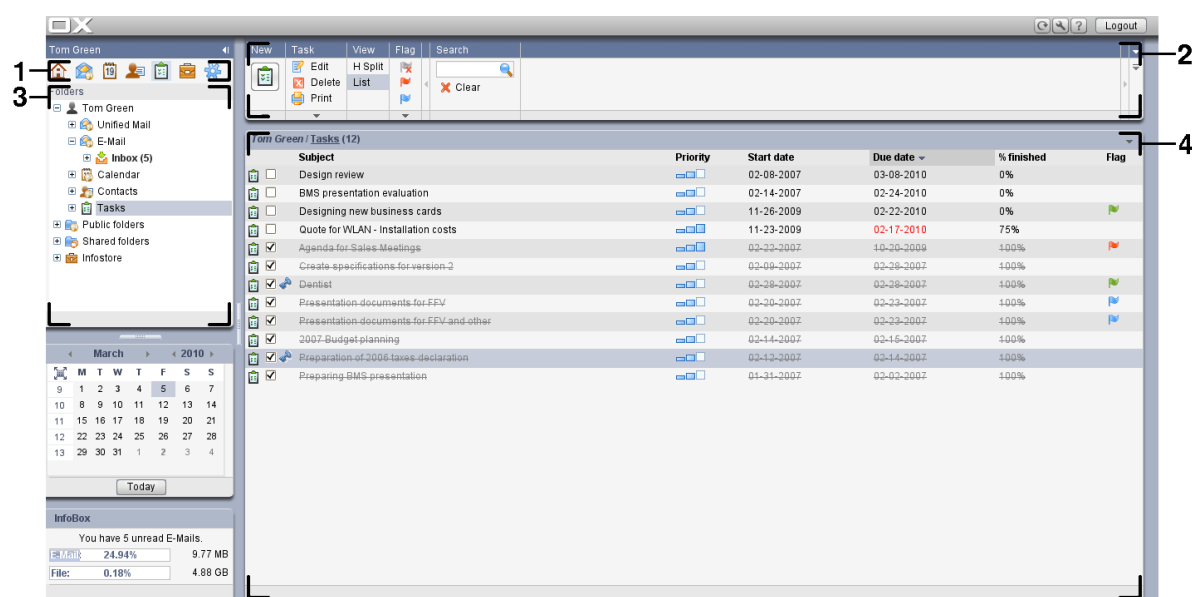 OX
Logout
Tom Green
New Task View Flag Search
1
2
3
4
19
Edit
Delete
Print
H Split
List
Clear
Folders
Tom Green
Unified Mail
E-Mail
Inbox (5)
Calendar
Contacts
Tasks
Public folders
Shared folders
Infostore
March 2010
M T W T F S S
9 1 2 3 4 5 6 7
10 8 9 10 11 12 13 14
11 15 16 17 18 19 20 21
12 22 23 24 25 26 27 28
13 29 30 31 1 2 3 4
Today
InfoBox
You have 5 unread E-Mails.
E-Mail: 24.94% 9.77 MB
File: 0.18% 4.88 GB
Tom Green / Tasks (12)
Subject Priority Start date Due date % finished Flag
Design review 02-08-2007 03-08-2010 0%
BMS presentation evaluation 02-14-2007 02-24-2010 0%
Designing new business cards 11-26-2009 02-22-2010 0%
Quote for WLAN - Installation costs 11-23-2009 02-17-2010 75%
Agenda for Sales Meetings 02-22-2007 10-20-2009 100%
Create specifications for version 2 02-09-2007 02-28-2007 100%
Dentist 02-28-2007 02-28-2007 100%
Presentation documents for FFV 02-20-2007 02-23-2007 100%
Presentation documents for FFV and other 02-20-2007 02-23-2007 100%
2007 Budget planning 02-14-2007 02-15-2007 100%
Preparation of 2006 taxes declaration 02-12-2007 02-14-2007 100%
Preparing BMS presentation 01-31-2007 02-02-2007 100%